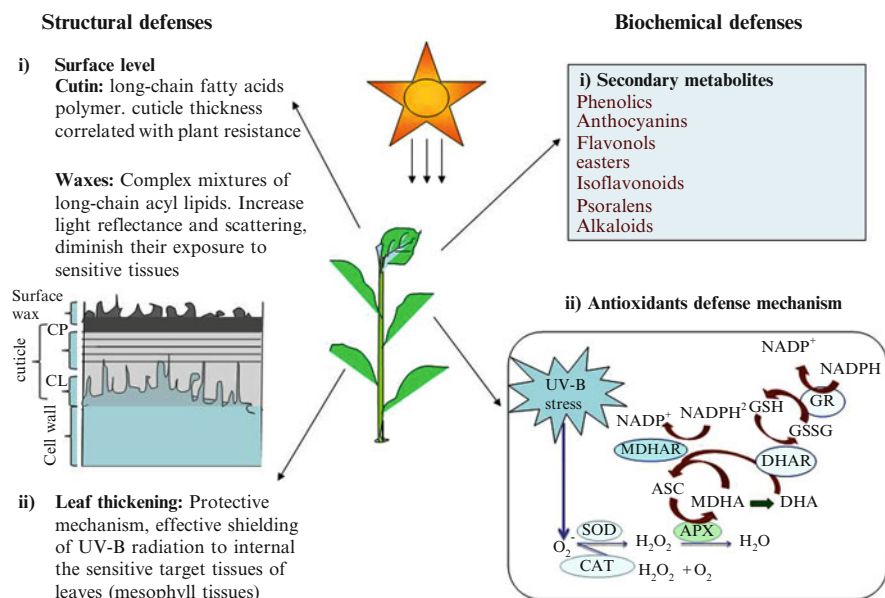 Structural defenses
i) Surface level
Cutin: long-chain fatty acids
polymer. cuticle thickness
correlated with plant resistance
Waxes: Complex mixtures of
long-chain acyl lipids. Increase
light reflectance and scattering,
diminish their exposure to
sensitive tissues
Surface
wax
CP
cuticle
CL
Cell wall
ii) Leaf thickening: Protective
mechanism, effective shielding
of UV-B radiation to internal
the sensitive target tissues of
leaves (mesophyll tissues)
Biochemical defenses
i) Secondary metabolites
Phenolics
Anthocyanins
Flavonols
easters
Isoflavonoids
Psoralens
Alkaloids
ii) Antioxidants defense mechanism
UV-B
stress
NADP+
NADPH
GR
NADP+ NADPH2 GSH
GSSG
MDHAR
DHAR
ASC
MDHA
DHA
SOD
APX
O2- H2O2 H2O
CAT
H2O2 + O2